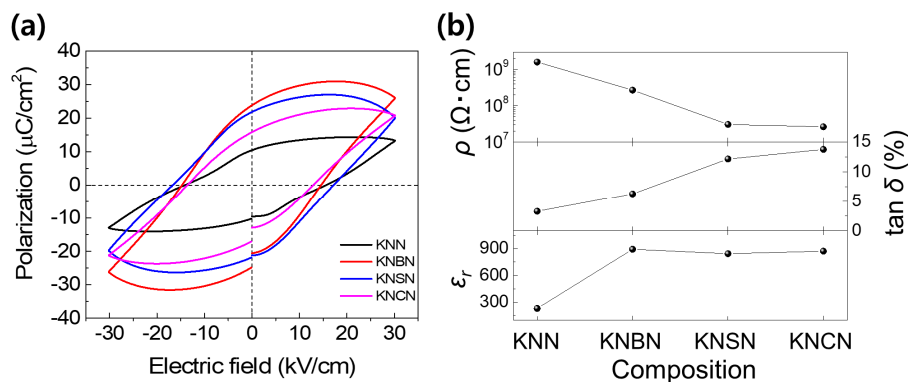 (a)
40
30
20
10
0
-10
-20
-30
-40
Polarization (μC/cm²)
-30 -20 -10 0 10 20 30
Electric field (kV/cm)
KNN
KNBN
KNSN
KNCN
(b)
10⁹
10⁸
10⁷
ρ (Ω·cm)
15
10
5
0
tan δ (%)
900
600
300
εr
KNN KNBN KNSN KNCN
Composition